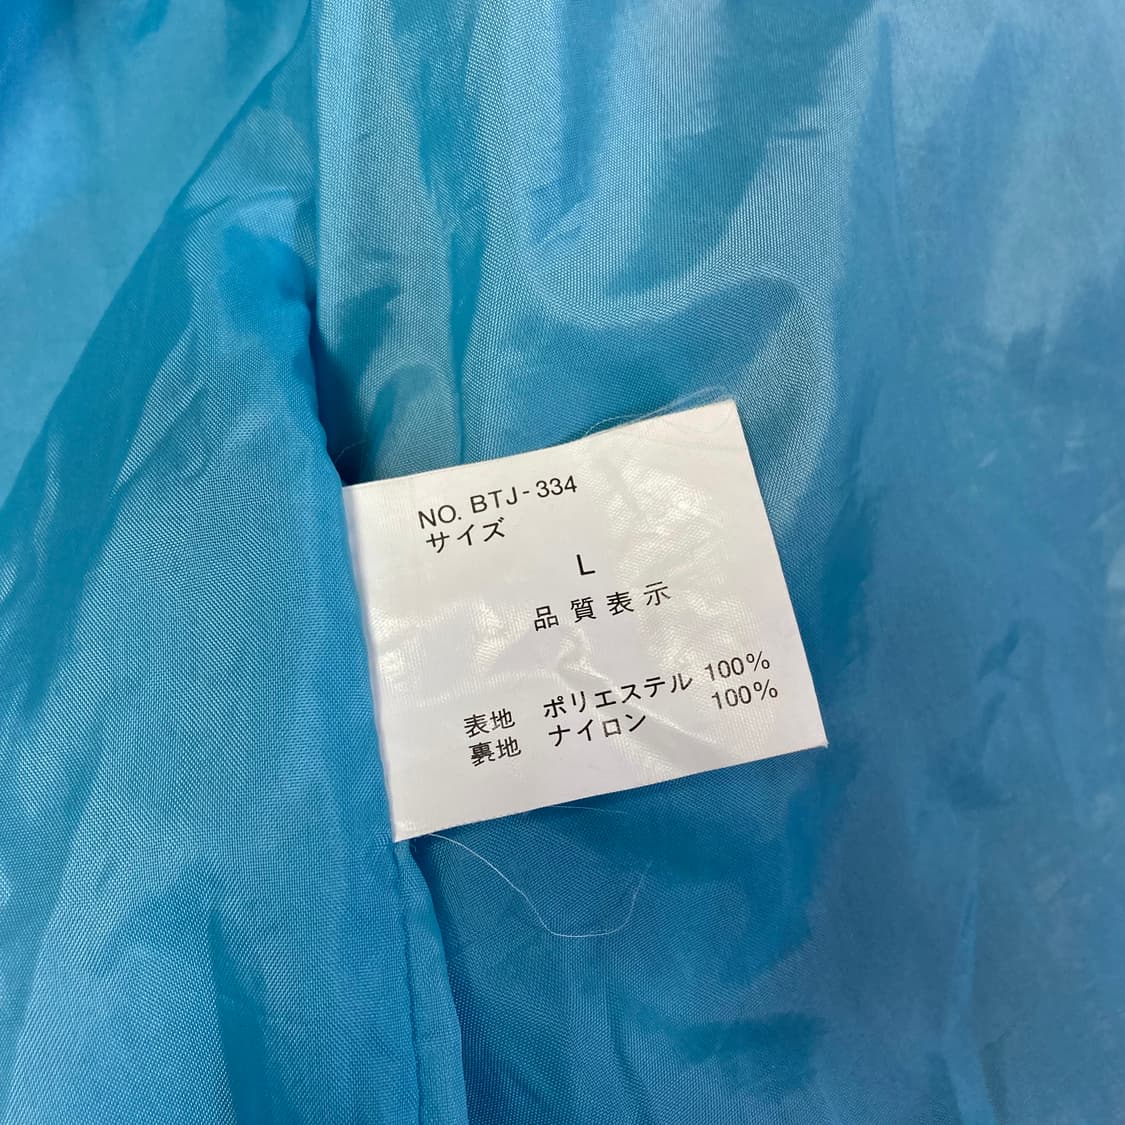 NO. BTJ-334
サイズ
L
品質表示
表地 ポリエステル 100%
裏地 ナイロン 100%